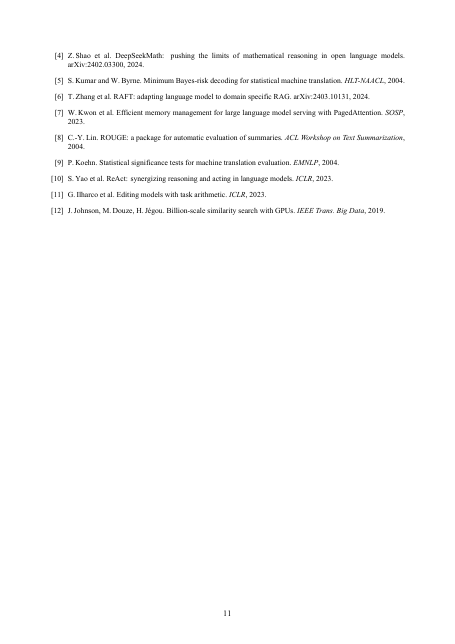 [4] Z. Shao et al. DeepSeekMath: pushing the limits of mathematical reasoning in open language models.
arXiv:2402.03300, 2024.
[5] S. Kumar and W. Byrne. Minimum Bayes-risk decoding for statistical machine translation. HLT-NAACL, 2004.
[6] T. Zhang et al. RAFT: adapting language model to domain specific RAG. arXiv:2403.10131, 2024.
[7] W. Kwon et al. Efficient memory management for large language model serving with PagedAttention. SOSP,
2023.
[8] C.-Y. Lin. ROUGE: a package for automatic evaluation of summaries. ACL Workshop on Text Summarization,
2004.
[9] P. Koehn. Statistical significance tests for machine translation evaluation. EMNLP, 2004.
[10] S. Yao et al. ReAct: synergizing reasoning and acting in language models. ICLR, 2023.
[11] G. Ilharco et al. Editing models with task arithmetic. ICLR, 2023.
[12] J. Johnson, M. Douze, H. Jégou. Billion-scale similarity search with GPUs. IEEE Trans. Big Data, 2019.
11